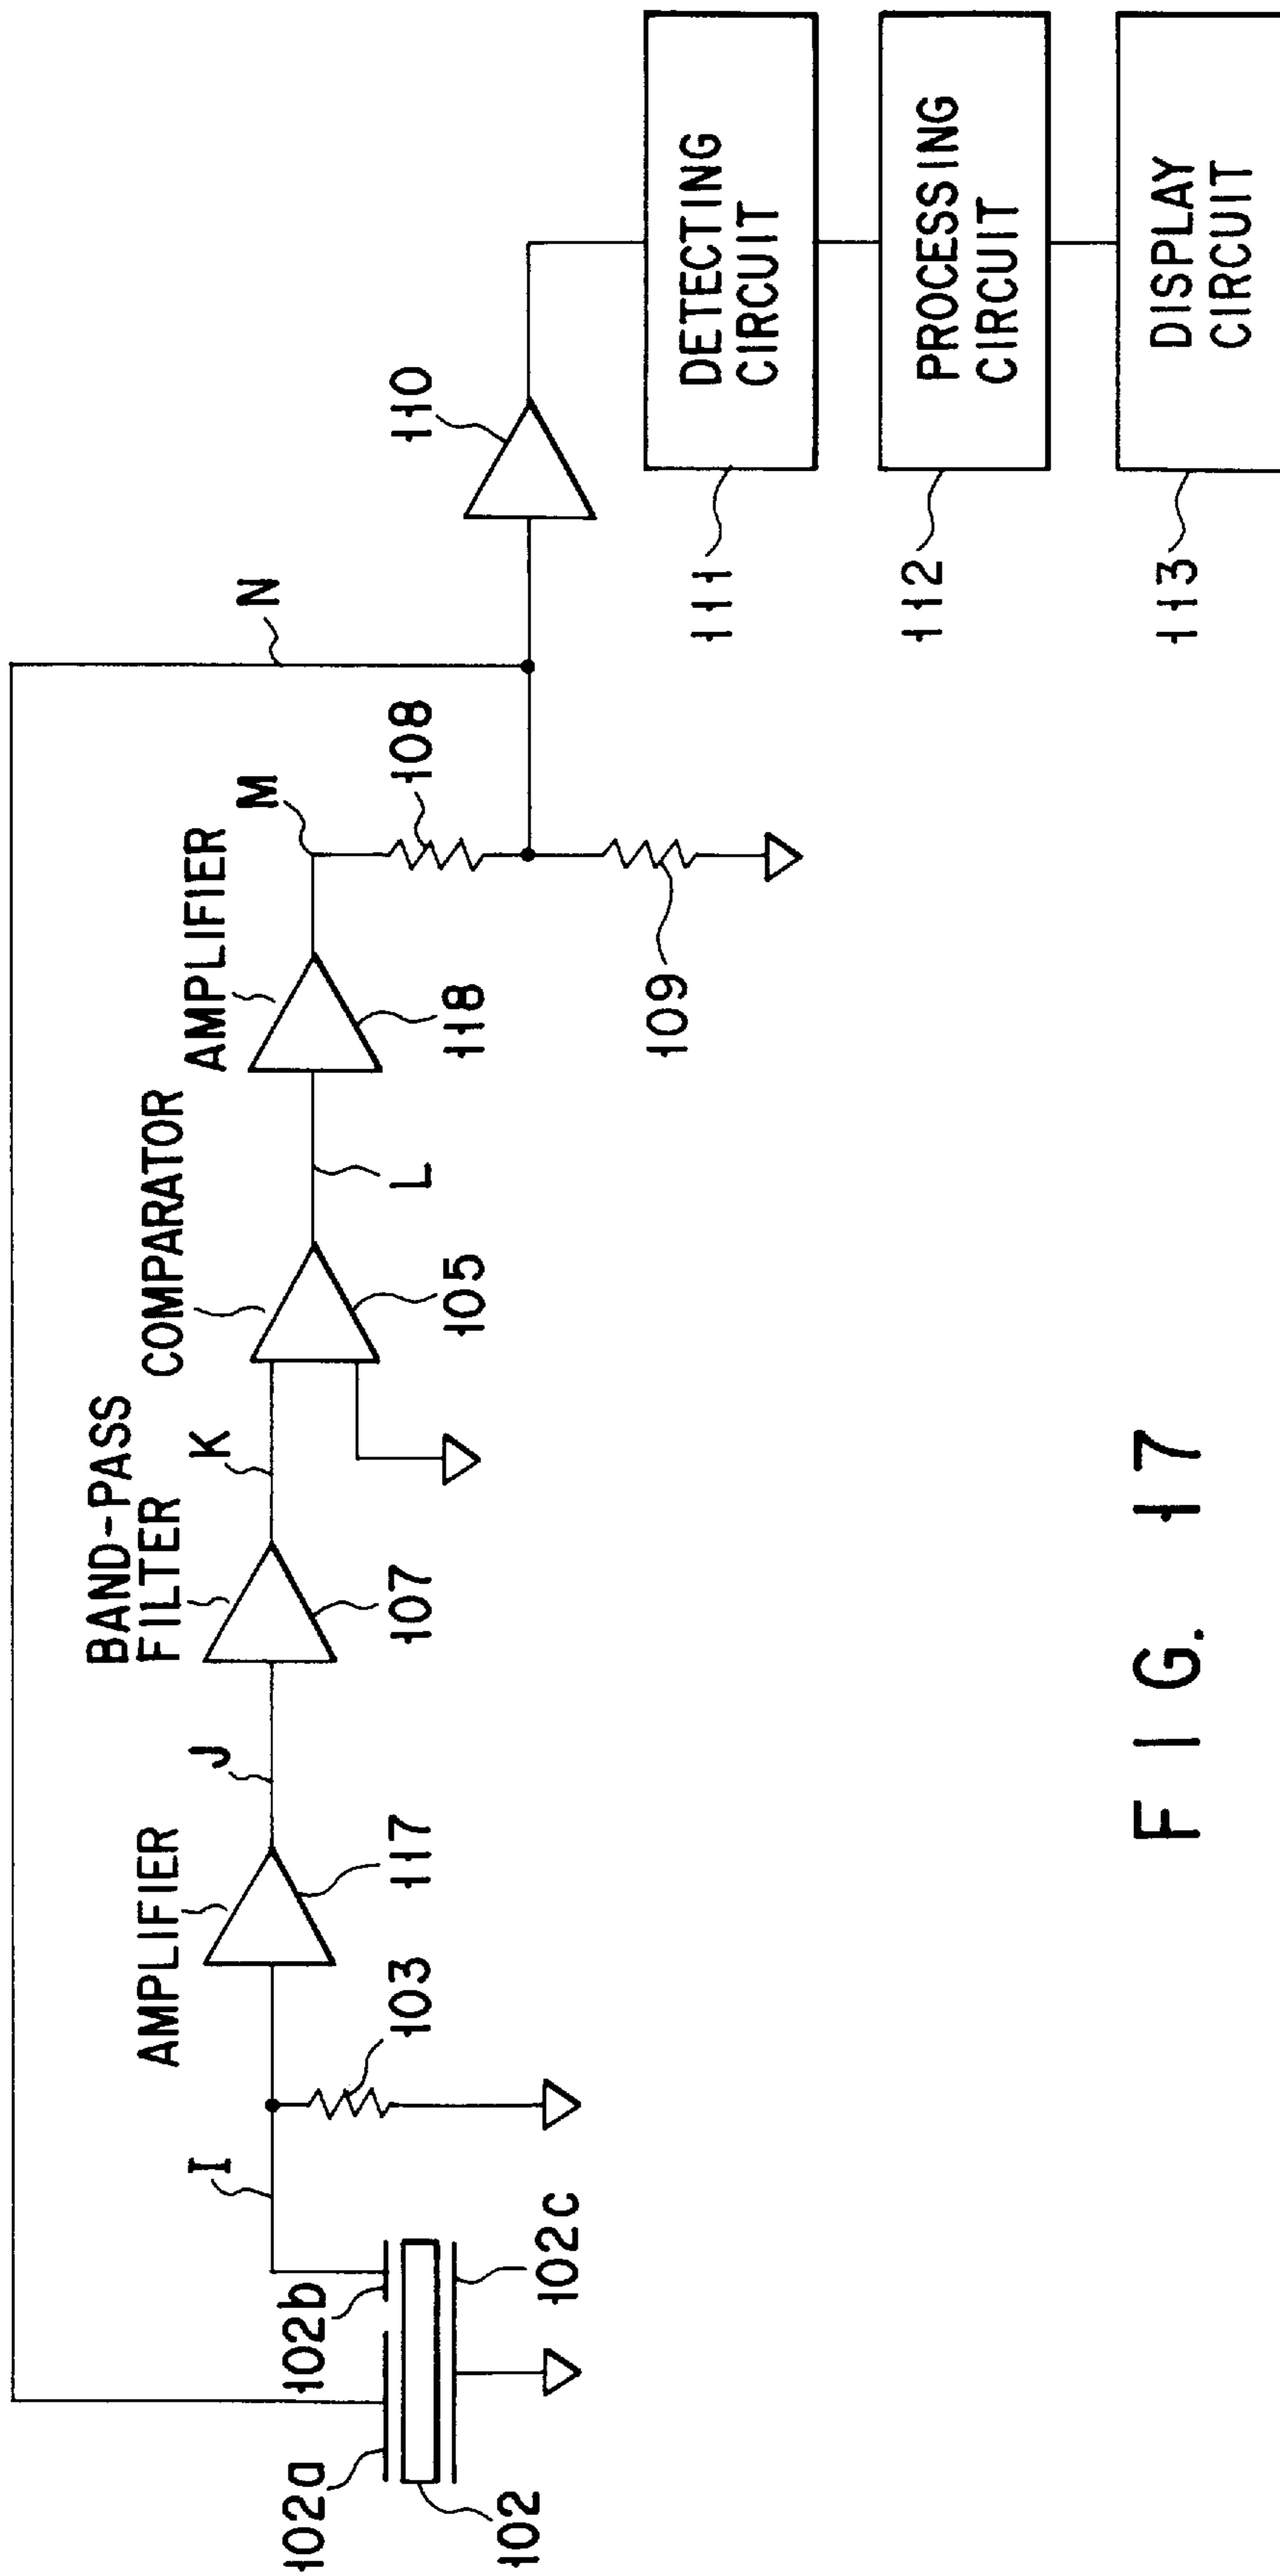 N
M
AMPLIFIER
COMPARATOR
BAND-PASS
FILTER
K
J
AMPLIFIER
I
110
108
118
L
105
107
117
103
102b
102a
102c
102
109
111
DETECTING
CIRCUIT
112
PROCESSING
CIRCUIT
113
DISPLAY
CIRCUIT
FIG. 17